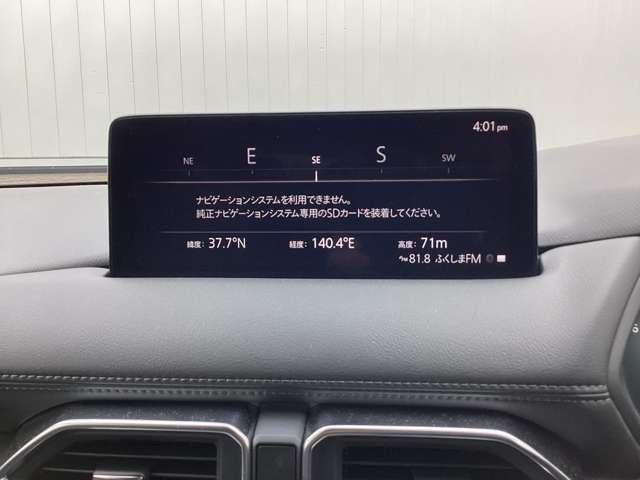 4:01 pm
NE E SE S SW
ナビゲーションシステムを利用できません。
純正ナビゲーションシステム専用のSDカードを装着してください。
緯度: 37.7°N 経度: 140.4°E 高度: 71m
81.8 ふくしまFM